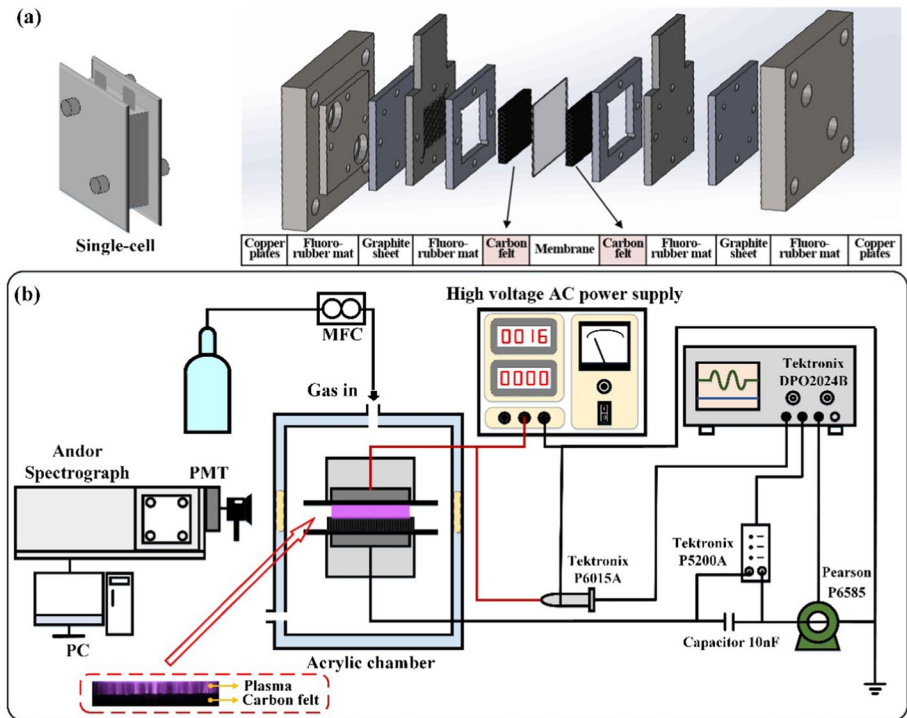 (a)
Single-cell
Copper plates
Fluoro-rubber mat
Graphite sheet
Fluoro-rubber mat
Carbon felt
Membrane
Carbon felt
Fluoro-rubber mat
Graphite sheet
Fluoro-rubber mat
Copper plates
(b)
MFC
High voltage AC power supply
0016
0000
Gas in
Tektronix
DPO2024B
Andor
Spectrograph
PMT
Tektronix
P5200A
Tektronix
P6015A
Pearson
P6585
Capacitor 10nF
PC
Acrylic chamber
Plasma
Carbon felt